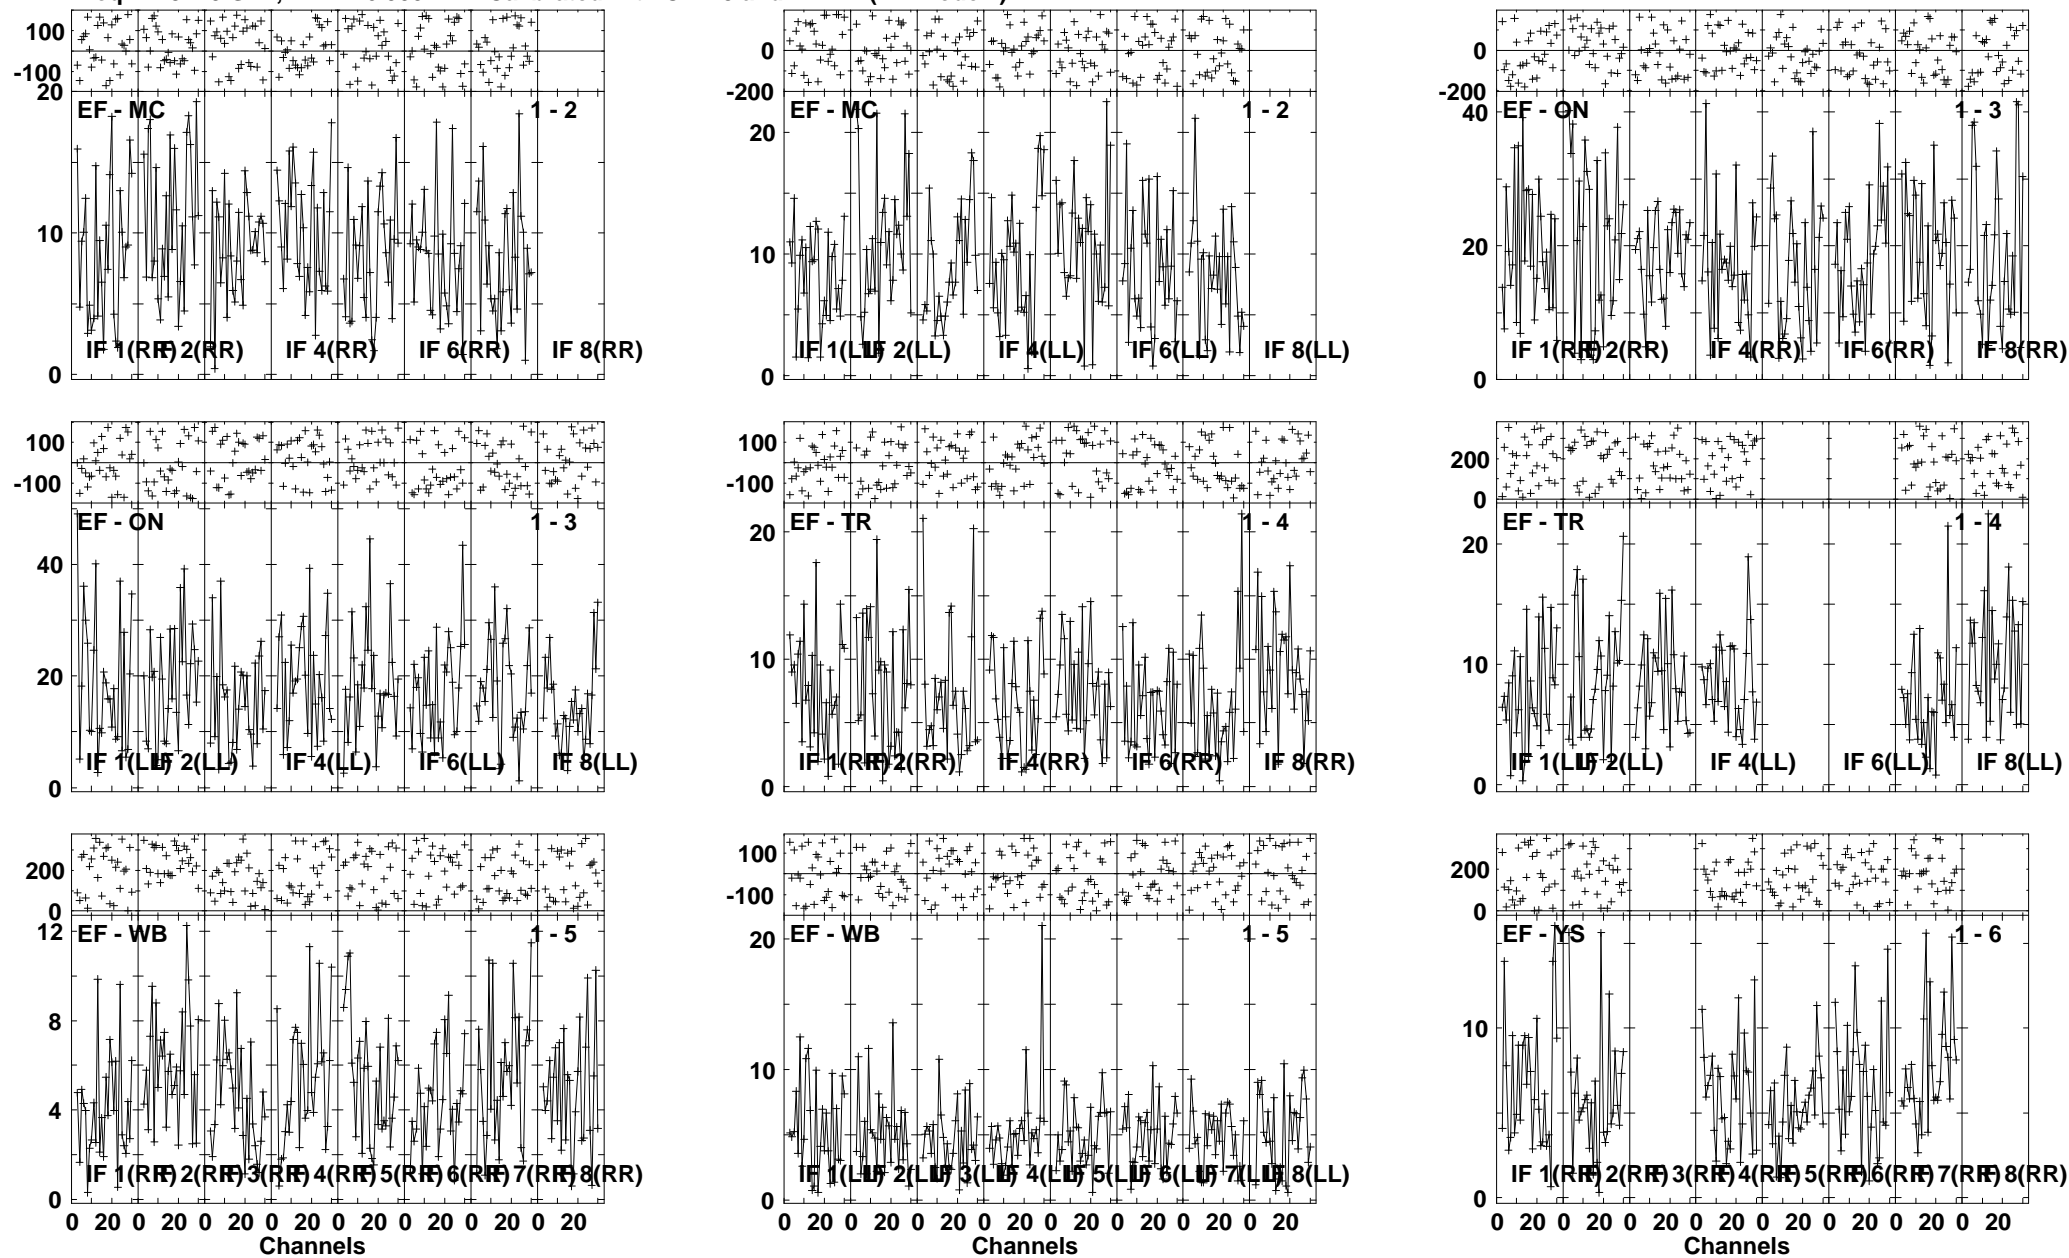 100
0
0
-100
20
-200
-200
40
EF - MC 1 - 2
EF - MC 1 - 2
EF - ON 1 - 3
20
10
10
20
0
0
0
IF 1(RR) IF 2(RR) IF 4(RR) IF 6(RR) IF 8(RR)
IF 1(LL) IF 2(LL) IF 4(LL) IF 6(LL) IF 8(LL)
IF 1(RR) IF 2(RR) IF 4(RR) IF 6(RR) IF 8(RR)
100
100
200
-100
-100
0
EF - ON 1 - 3
EF - TR 1 - 4
EF - TR 1 - 4
40
20
20
20
10
10
0
0
0
IF 1(LL) IF 2(LL) IF 4(LL) IF 6(LL) IF 8(LL)
IF 1(RR) IF 2(RR) IF 4(RR) IF 6(RR) IF 8(RR)
IF 1(LL) IF 2(LL) IF 4(LL) IF 6(LL) IF 8(LL)
200
100
200
0
-100
0
EF - WB 1 - 5
EF - WB 1 - 5
EF - YS 1 - 6
12
20
8
10
10
4
0
0
0
IF 1(RR) IF 2(RR) IF 3(RR) IF 4(RR) IF 5(RR) IF 6(RR) IF 7(RR) IF 8(RR)
IF 1(LL) IF 2(LL) IF 3(LL) IF 4(LL) IF 5(LL) IF 6(LL) IF 7(LL) IF 8(LL)
IF 1(RR) IF 2(RR) IF 3(RR) IF 4(RR) IF 5(RR) IF 6(RR) IF 7(RR) IF 8(RR)
0 20 0 20 0 20 0 20 0 20 0 20 0 20 0 20
0 20 0 20 0 20 0 20 0 20 0 20 0 20 0 20
0 20 0 20 0 20 0 20 0 20 0 20 0 20 0 20
Channels
Channels
Channels